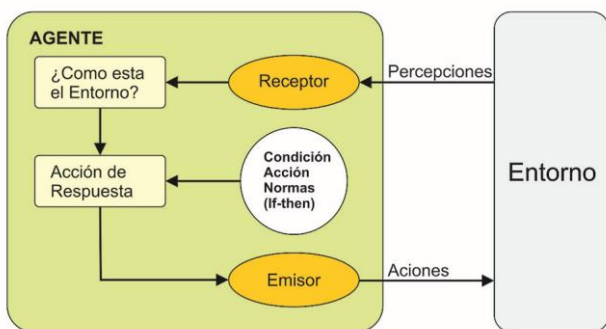 AGENTE
¿Como esta
el Entorno?
Receptor
Percepciones
Condición
Acción
Normas
(If-then)
Acción de
Respuesta
Entorno
Emisor
Aciones